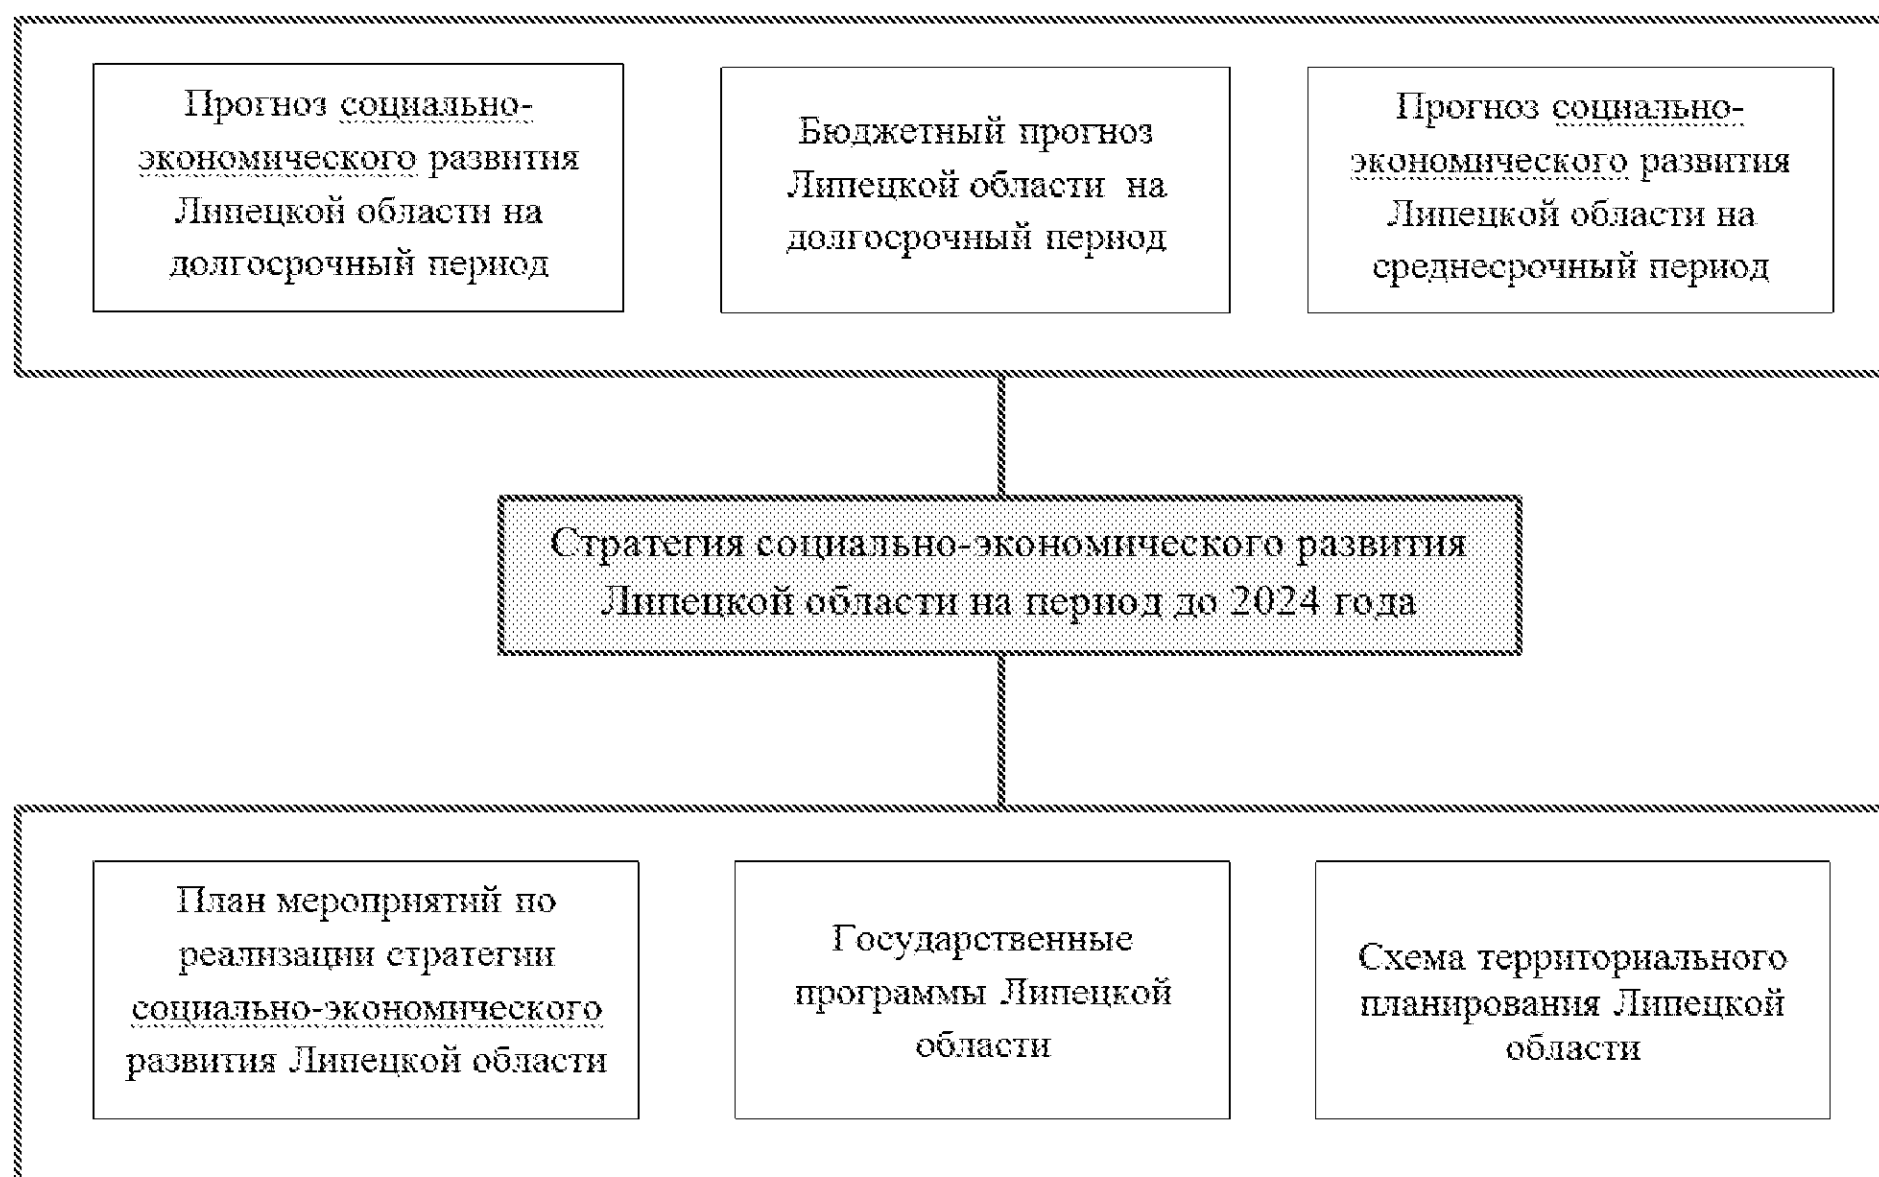 Прогноз социально-
экономического развития
Липецкой области на
долгосрочный период
Бюджетный прогноз
Липецкой области на
долгосрочный период
Прогноз социально-
экономического развития
Липецкой области на
среднесрочный период
Стратегия социально-экономического развития
Липецкой области на период до 2024 года
План мероприятий по
реализации стратегии
социально-экономического
развития Липецкой области
Государственные
программы Липецкой
области
Схема территориального
планирования Липецкой
области